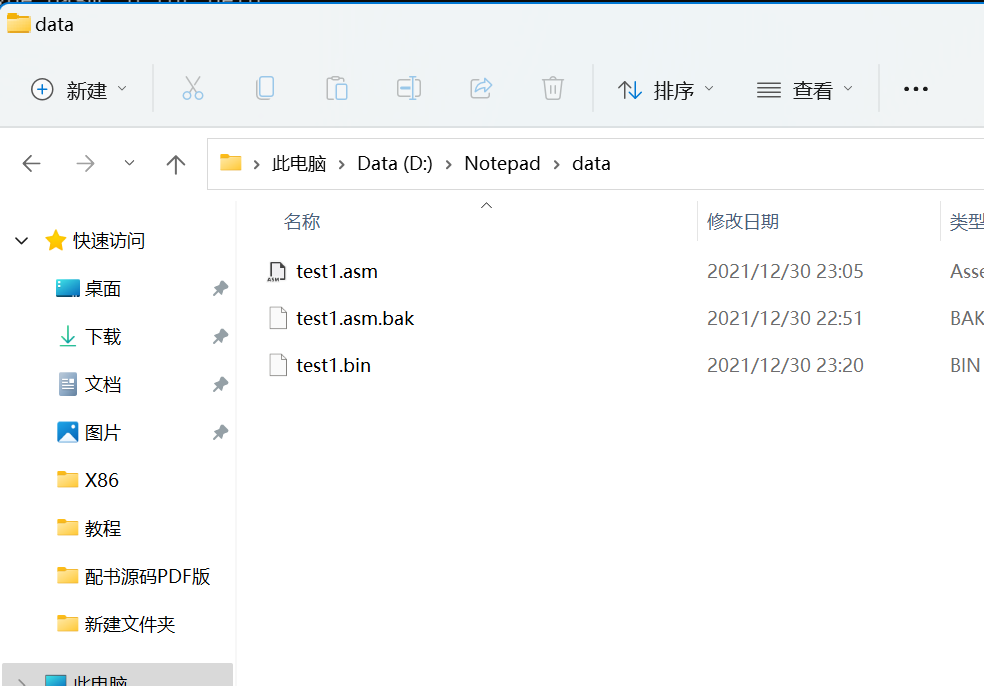 data
新建
排序
查看
此电脑 Data (D:) Notepad data
名称 修改日期 类型
test1.asm 2021/12/30 23:05 Asse
test1.asm.bak 2021/12/30 22:51 BAK
test1.bin 2021/12/30 23:20 BIN
快速访问
桌面
下载
文档
图片
X86
教程
配书源码PDF版
新建文件夹
此电脑